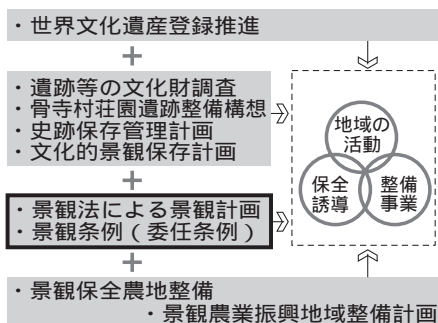 ・世界文化遺産登録推進
＋
・遺跡等の文化財調査
・骨寺村荘園遺跡整備構想
・史跡保存管理計画
・文化的景観保存計画
＋
・景観法による景観計画
・景観条例（委任条例）
＋
・景観保全農地整備
・景観農業振興地域整備計画
地域の
活動
保全
誘導
整備
事業